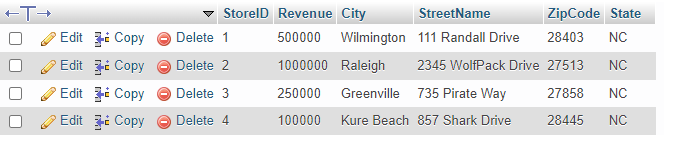 StoreID Revenue City StreetName ZipCode State
Edit Copy Delete 1 500000 Wilmington 111 Randall Drive 28403 NC
Edit Copy Delete 2 1000000 Raleigh 2345 WolfPack Drive 27513 NC
Edit Copy Delete 3 250000 Greenville 735 Pirate Way 27858 NC
Edit Copy Delete 4 100000 Kure Beach 857 Shark Drive 28445 NC